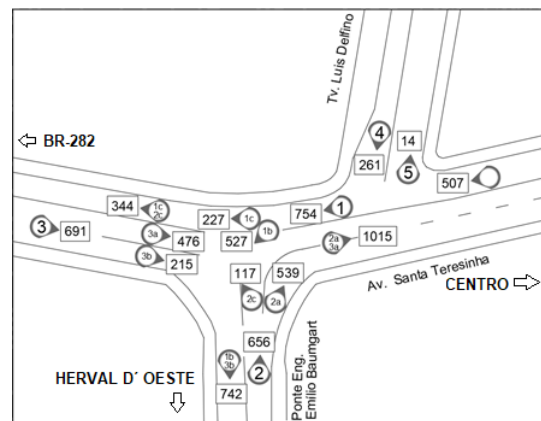 Tv. Luis Delfino
BR-282
4
14
261
5
507
344
1c
2c
227
1c
754
1
3
691
3a
476
527
1b
2a
3a
1015
3b
215
117
539
2c
2a
Av. Santa Teresinha
CENTRO
656
1b
3b
2
742
HERVAL D´ OESTE
Ponte Eng.
Emílio Baumgart